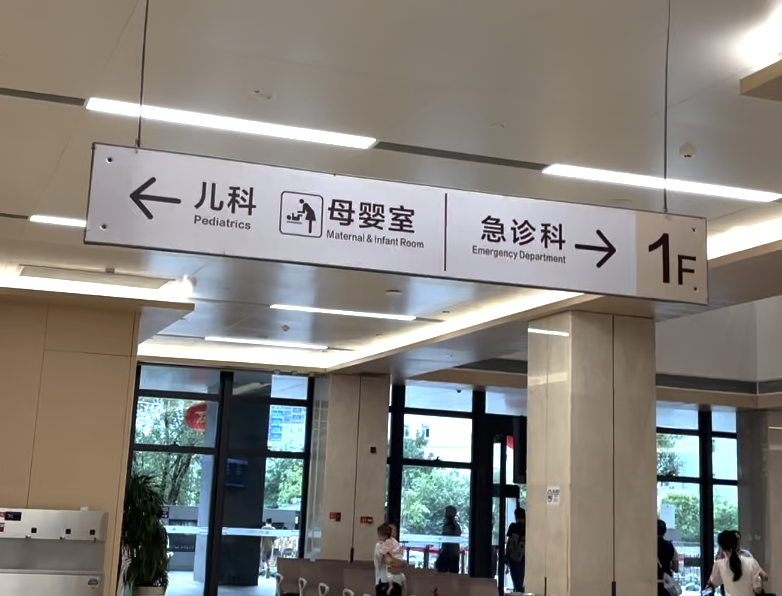 儿科
Pediatrics
母婴室
Maternal & Infant Room
急诊科
Emergency Department
1F